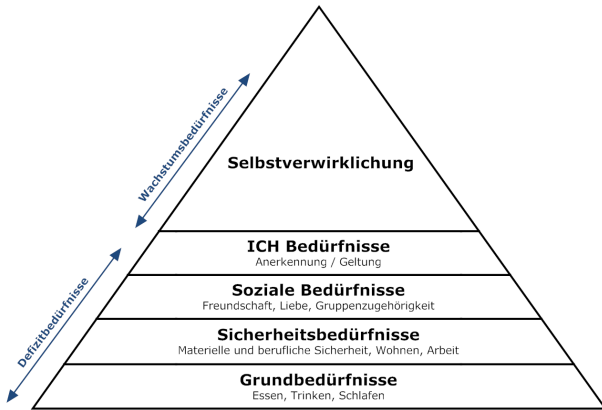 Wachstumsbedürfnisse
Selbstverwirklichung
Defizitbedürfnisse
ICH Bedürfnisse
Anerkennung / Geltung
Soziale Bedürfnisse
Freundschaft, Liebe, Gruppenzugehörigkeit
Sicherheitsbedürfnisse
Materielle und berufliche Sicherheit, Wohnen, Arbeit
Grundbedürfnisse
Essen, Trinken, Schlafen